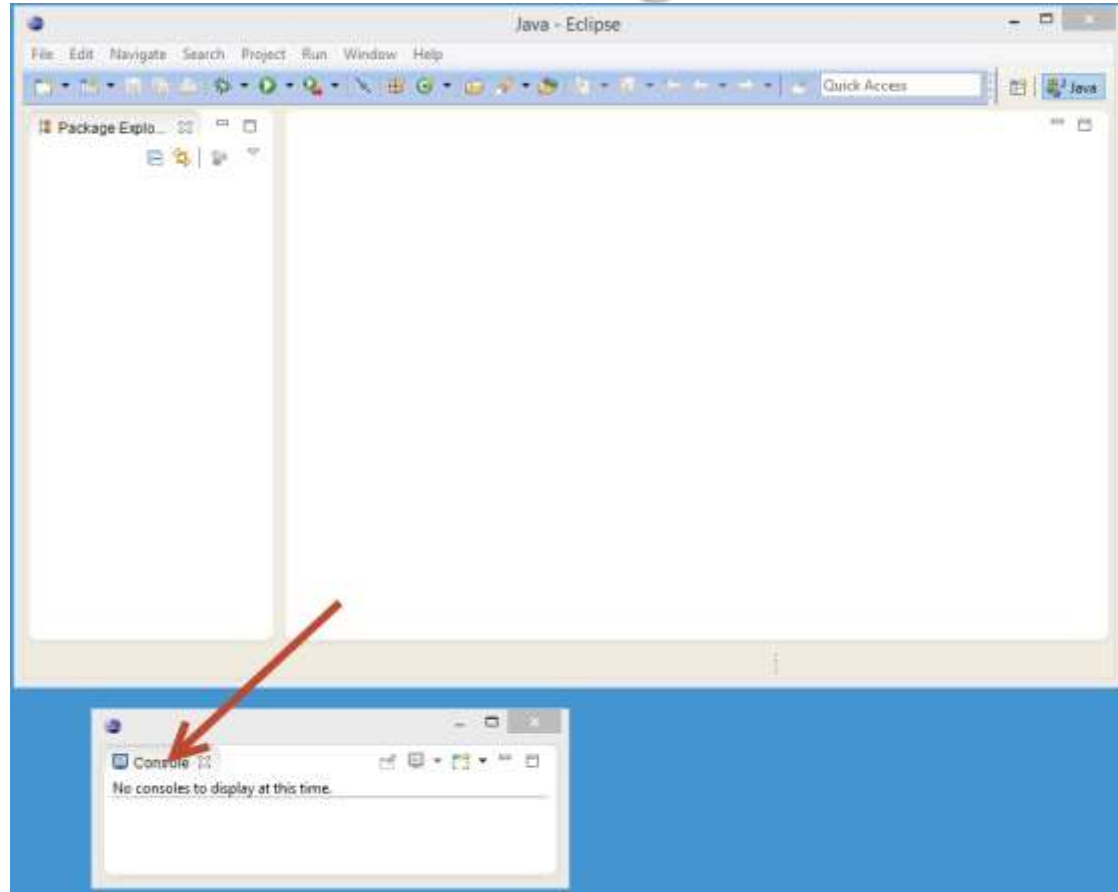 Java - Eclipse
File Edit Navigate Search Project Run Window Help
Quick Access
Java
Package Explo...
Console
No consoles to display at this time.